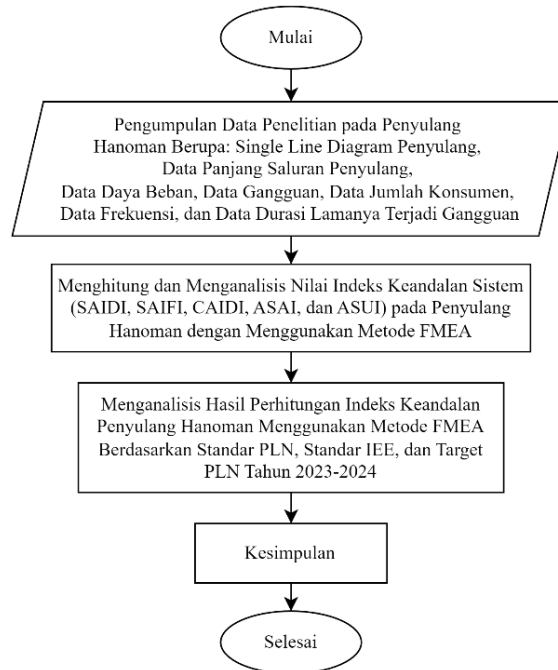 Mulai
Pengumpulan Data Penelitian pada Penyulang
Hanoman Berupa: Single Line Diagram Penyulang,
Data Panjang Saluran Penyulang,
Data Daya Beban, Data Gangguan, Data Jumlah Konsumen,
Data Frekuensi, dan Data Durasi Lamanya Terjadi Gangguan
Menghitung dan Menganalisis Nilai Indeks Keandalan Sistem
(SAIDI, SAIFI, CAIDI, ASAI, dan ASUI) pada Penyulang
Hanoman dengan Menggunakan Metode FMEA
Menganalisis Hasil Perhitungan Indeks Keandalan
Penyulang Hanoman Menggunakan Metode FMEA
Berdasarkan Standar PLN, Standar IEE, dan Target
PLN Tahun 2023-2024
Kesimpulan
Selesai